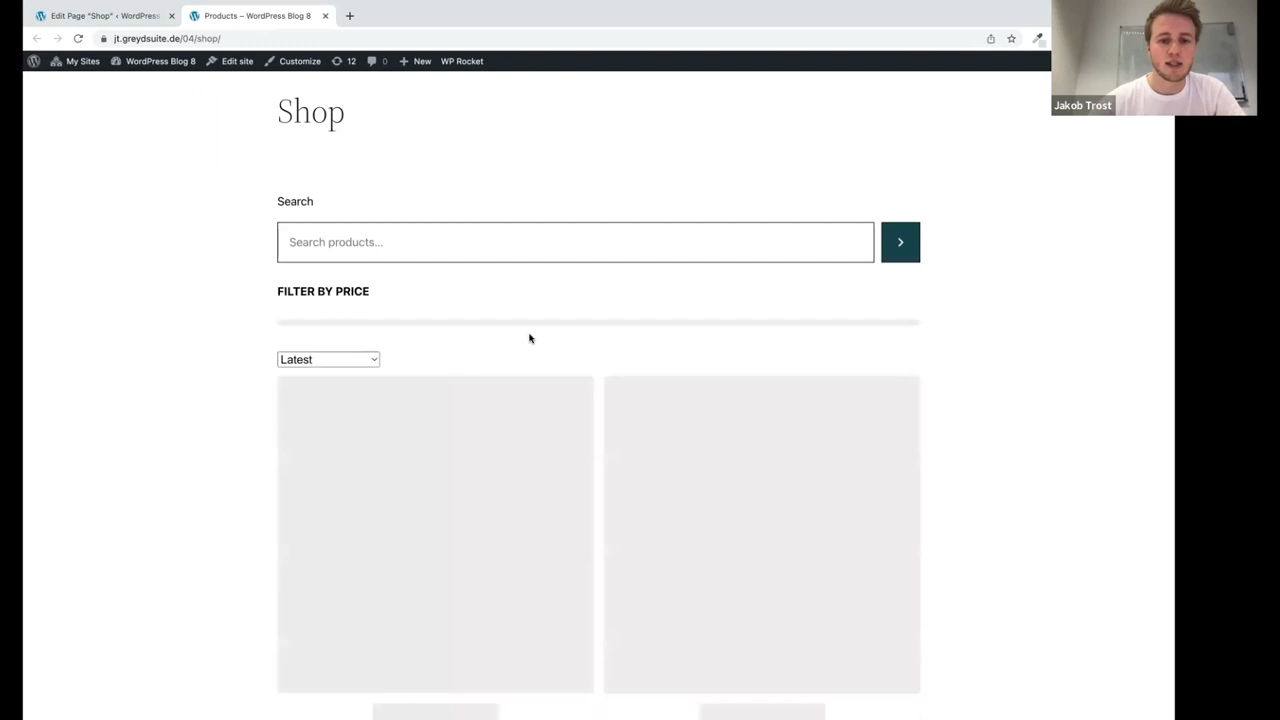 Edit Page "Shop" ‹ WordPress
Products – WordPress Blog 8
jt.greydsuite.de/04/shop/
My Sites
WordPress Blog 8
Edit site
Customize
12
0
New
WP Rocket
Jakob Trost
Shop
Search
Search products...
FILTER BY PRICE
Latest